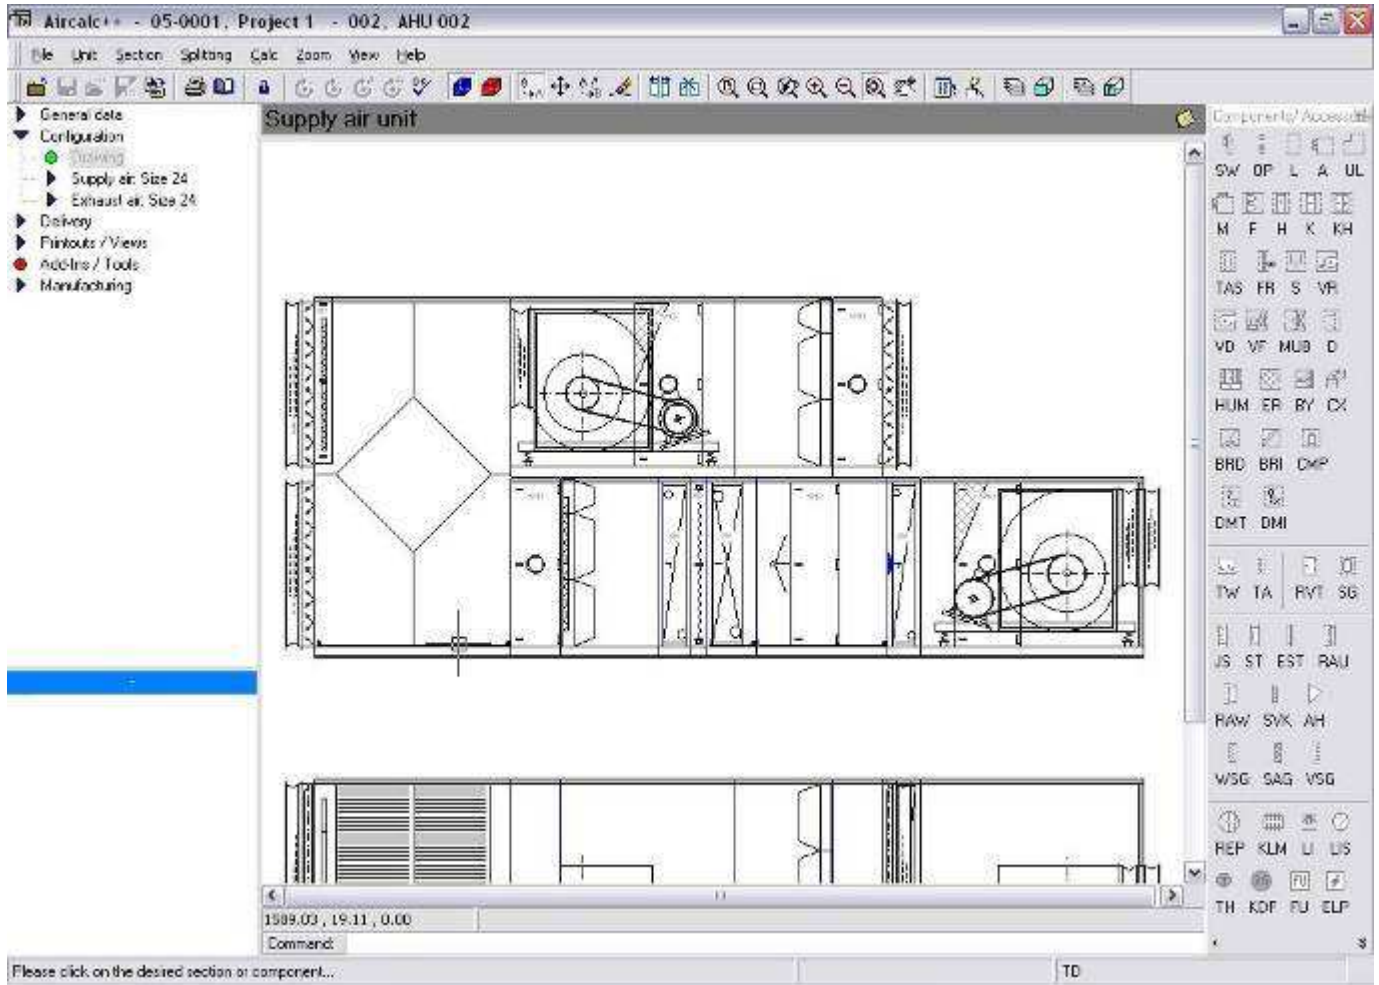 Aircalc++ - 05-0001, Project 1 - 002, AHU 002
File Unit Section Splitting Calc Zoom View Help
General data
Configuration
Drawing
Supply air: Size 24
Exhaust air: Size 24
Delivery
Printouts / Views
Add-Ins / Tools
Manufacturing
Supply air unit
Components/Accessori
SW OP L A UL
M F H K KH
TAS FR S VR
VD VF MUB D
HUM ER BY CX
BRD BRI CMP
DMT DMI
TW TA RVT SG
JS ST EST RAU
RAW SVK AH
WSG SAG VSG
REP KLM LI LIS
TH KDF FU ELP
1589.03 , 19.11 , 0.00
Command:
Please click on the desired section or component...
TD